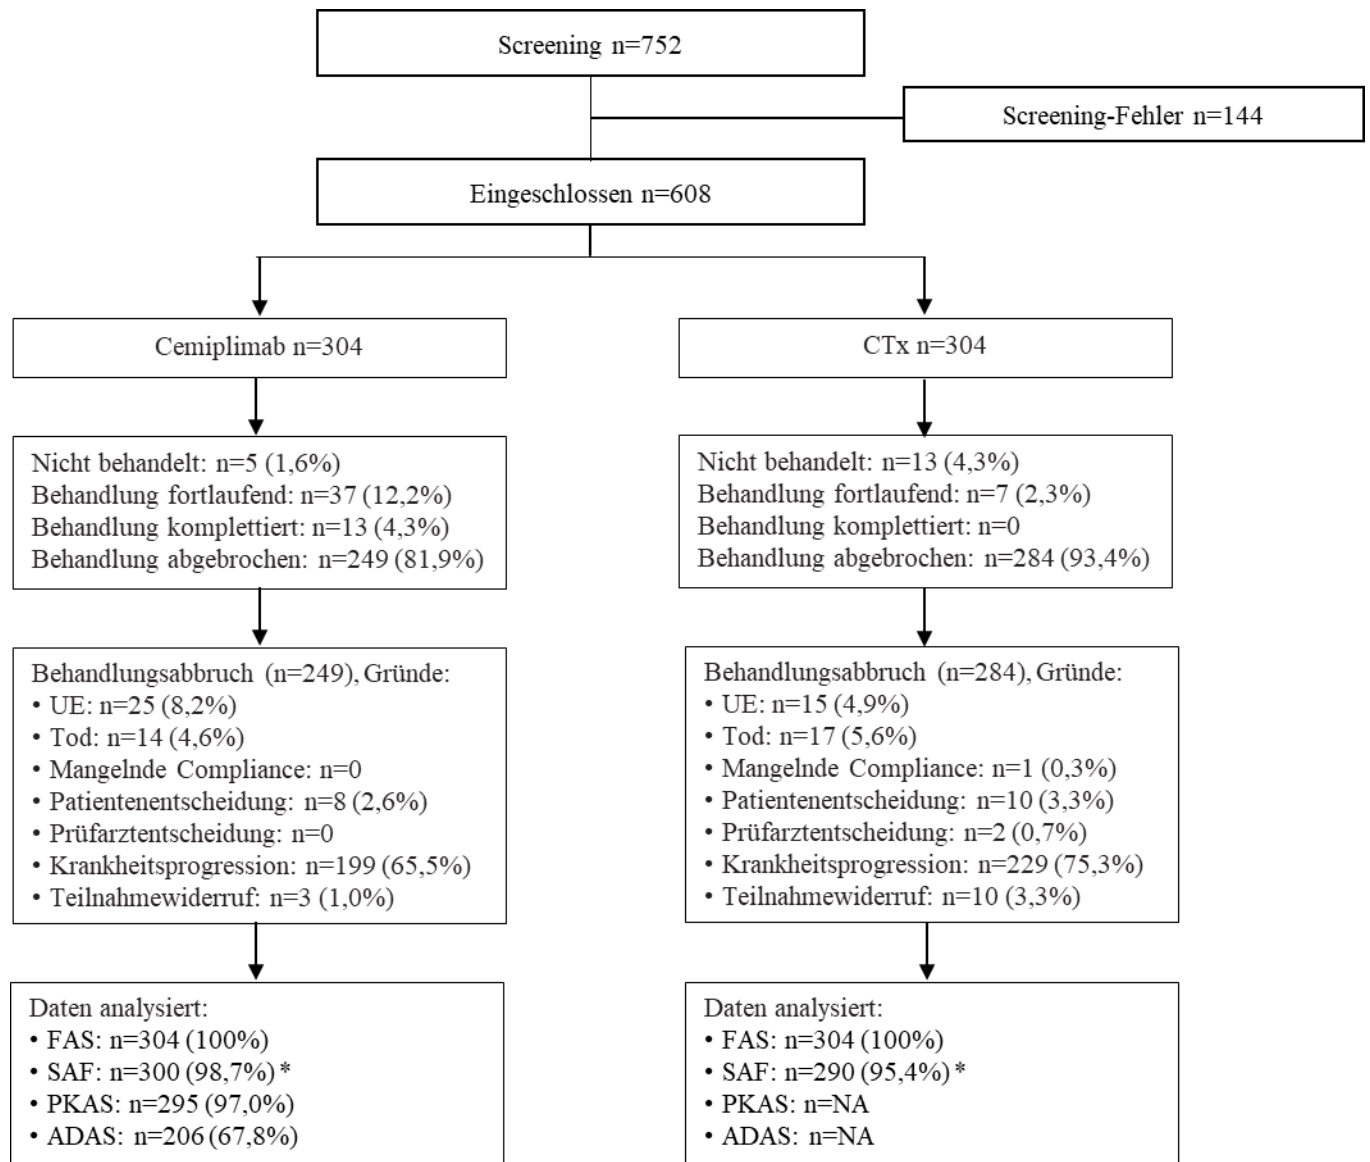 Screening n=752
Screening-Fehler n=144
Eingeschlossen n=608
Cemiplimab n=304
Nicht behandelt: n=5 (1,6%)
Behandlung fortlaufend: n=37 (12,2%)
Behandlung komplettiert: n=13 (4,3%)
Behandlung abgebrochen: n=249 (81,9%)
Behandlungsabbruch (n=249), Gründe:
• UE: n=25 (8,2%)
• Tod: n=14 (4,6%)
• Mangelnde Compliance: n=0
• Patientenentscheidung: n=8 (2,6%)
• Prüfarztentscheidung: n=0
• Krankheitsprogression: n=199 (65,5%)
• Teilnahmewiderruf: n=3 (1,0%)
Daten analysiert:
• FAS: n=304 (100%)
• SAF: n=300 (98,7%) *
• PKAS: n=295 (97,0%)
• ADAS: n=206 (67,8%)
CTx n=304
Nicht behandelt: n=13 (4,3%)
Behandlung fortlaufend: n=7 (2,3%)
Behandlung komplettiert: n=0
Behandlung abgebrochen: n=284 (93,4%)
Behandlungsabbruch (n=284), Gründe:
• UE: n=15 (4,9%)
• Tod: n=17 (5,6%)
• Mangelnde Compliance: n=1 (0,3%)
• Patientenentscheidung: n=10 (3,3%)
• Prüfarztentscheidung: n=2 (0,7%)
• Krankheitsprogression: n=229 (75,3%)
• Teilnahmewiderruf: n=10 (3,3%)
Daten analysiert:
• FAS: n=304 (100%)
• SAF: n=290 (95,4%) *
• PKAS: n=NA
• ADAS: n=NA